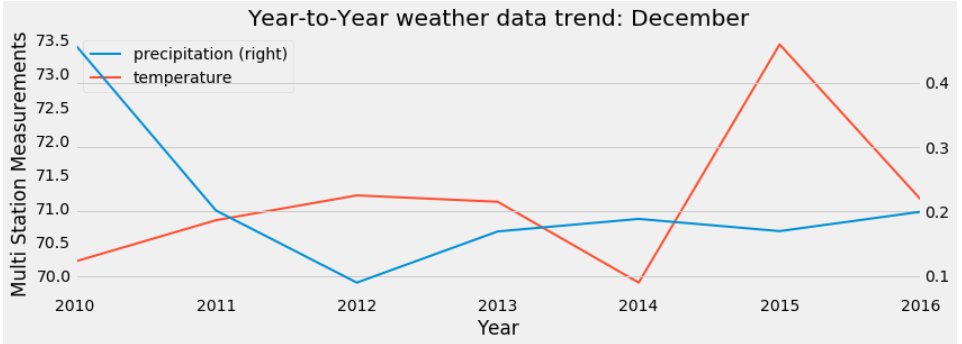 Year-to-Year weather data trend: December
Multi Station Measurements
73.5
73.0
72.5
72.0
71.5
71.0
70.5
70.0
precipitation (right)
temperature
0.4
0.3
0.2
0.1
2010 2011 2012 2013 2014 2015 2016
Year